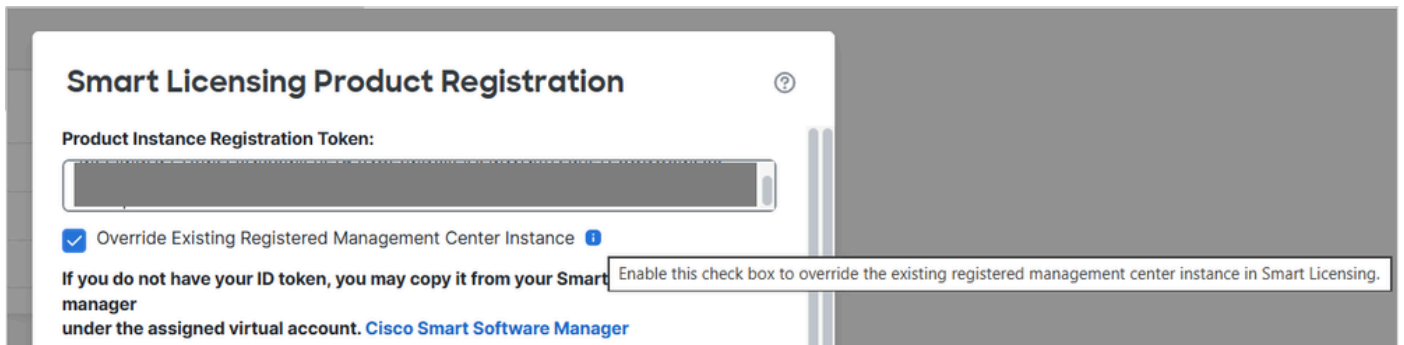 Smart Licensing Product Registration
Product Instance Registration Token:
Override Existing Registered Management Center Instance
If you do not have your ID token, you may copy it from your Smart
manager
under the assigned virtual account. Cisco Smart Software Manager
Enable this check box to override the existing registered management center instance in Smart Licensing.